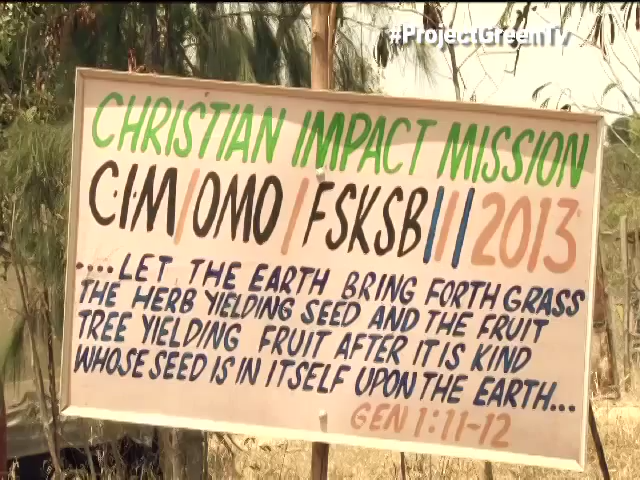 #ProjectGreenTv
CHRISTIAN IMPACT MISSION
C.I.M/OMO/FSKSB|||/2013
....LET THE EARTH BRING FORTH GRASS
THE HERB YIELDING SEED AND THE FRUIT
TREE YIELDING FRUIT AFTER IT IS KIND
WHOSE SEED IS IN ITSELF UPON THE EARTH...
GEN 1:11-12